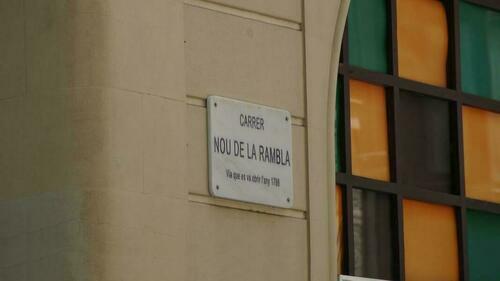 CARRER
NOU DE LA RAMBLA
Via que es va obrir l'any 1788